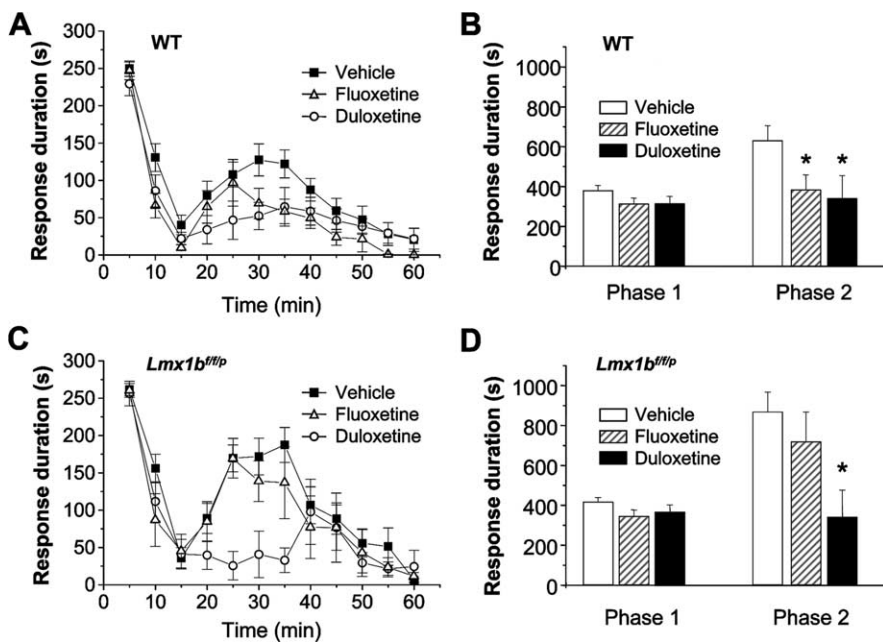 A
WT
300
250
200
150
100
50
0
Response duration (s)
Vehicle
Fluoxetine
Duloxetine
0 10 20 30 40 50 60
Time (min)
B
WT
1000
800
600
400
200
0
Response duration (s)
Vehicle
Fluoxetine
Duloxetine
* *
Phase 1 Phase 2
C
Lmx1b^f/f/p
300
250
200
150
100
50
0
Response duration (s)
Vehicle
Fluoxetine
Duloxetine
0 10 20 30 40 50 60
Time (min)
D
Lmx1b^f/f/p
1000
800
600
400
200
0
Response duration (s)
Vehicle
Fluoxetine
Duloxetine
*
Phase 1 Phase 2